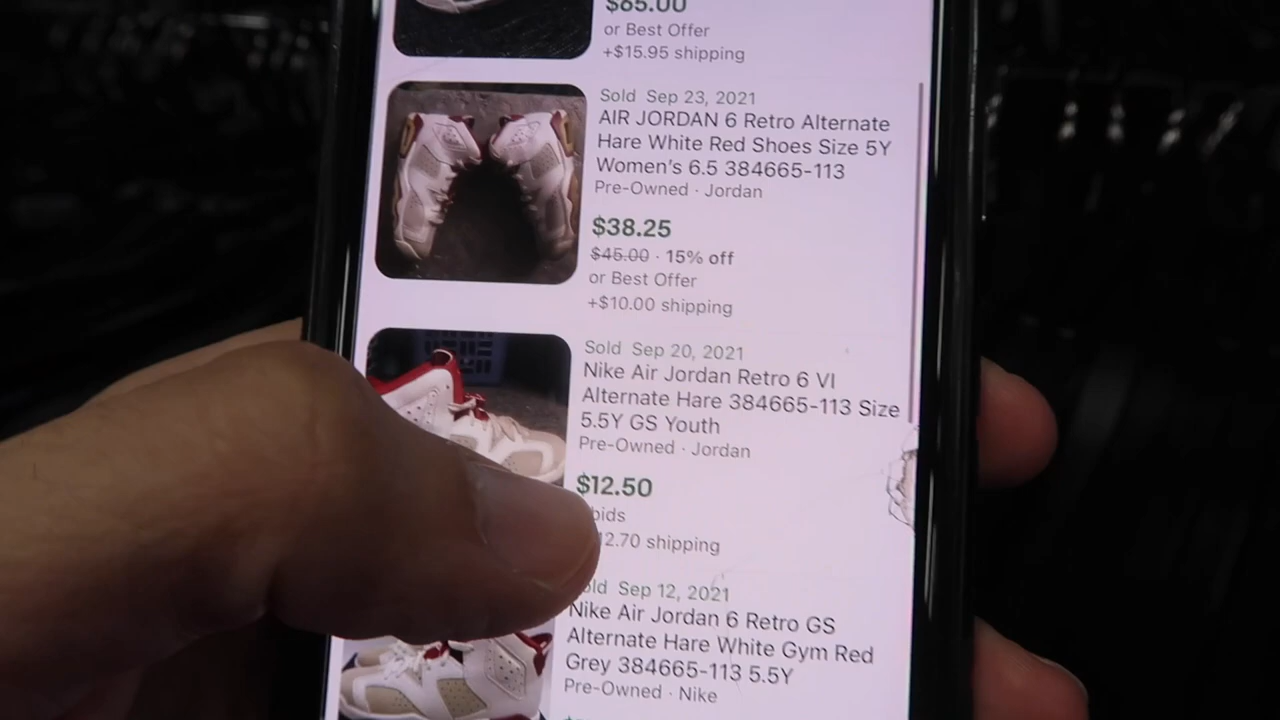 $65.00
or Best Offer
+$15.95 shipping
Sold Sep 23, 2021
AIR JORDAN 6 Retro Alternate
Hare White Red Shoes Size 5Y
Women's 6.5 384665-113
Pre-Owned · Jordan
$38.25
$45.00 · 15% off
or Best Offer
+$10.00 shipping
Sold Sep 20, 2021
Nike Air Jordan Retro 6 VI
Alternate Hare 384665-113 Size
5.5Y GS Youth
Pre-Owned · Jordan
$12.50
bids
12.70 shipping
Sep 12, 2021
Nike Air Jordan 6 Retro GS
Alternate Hare White Gym Red
Grey 384665-113 5.5Y
Pre-Owned · Nike